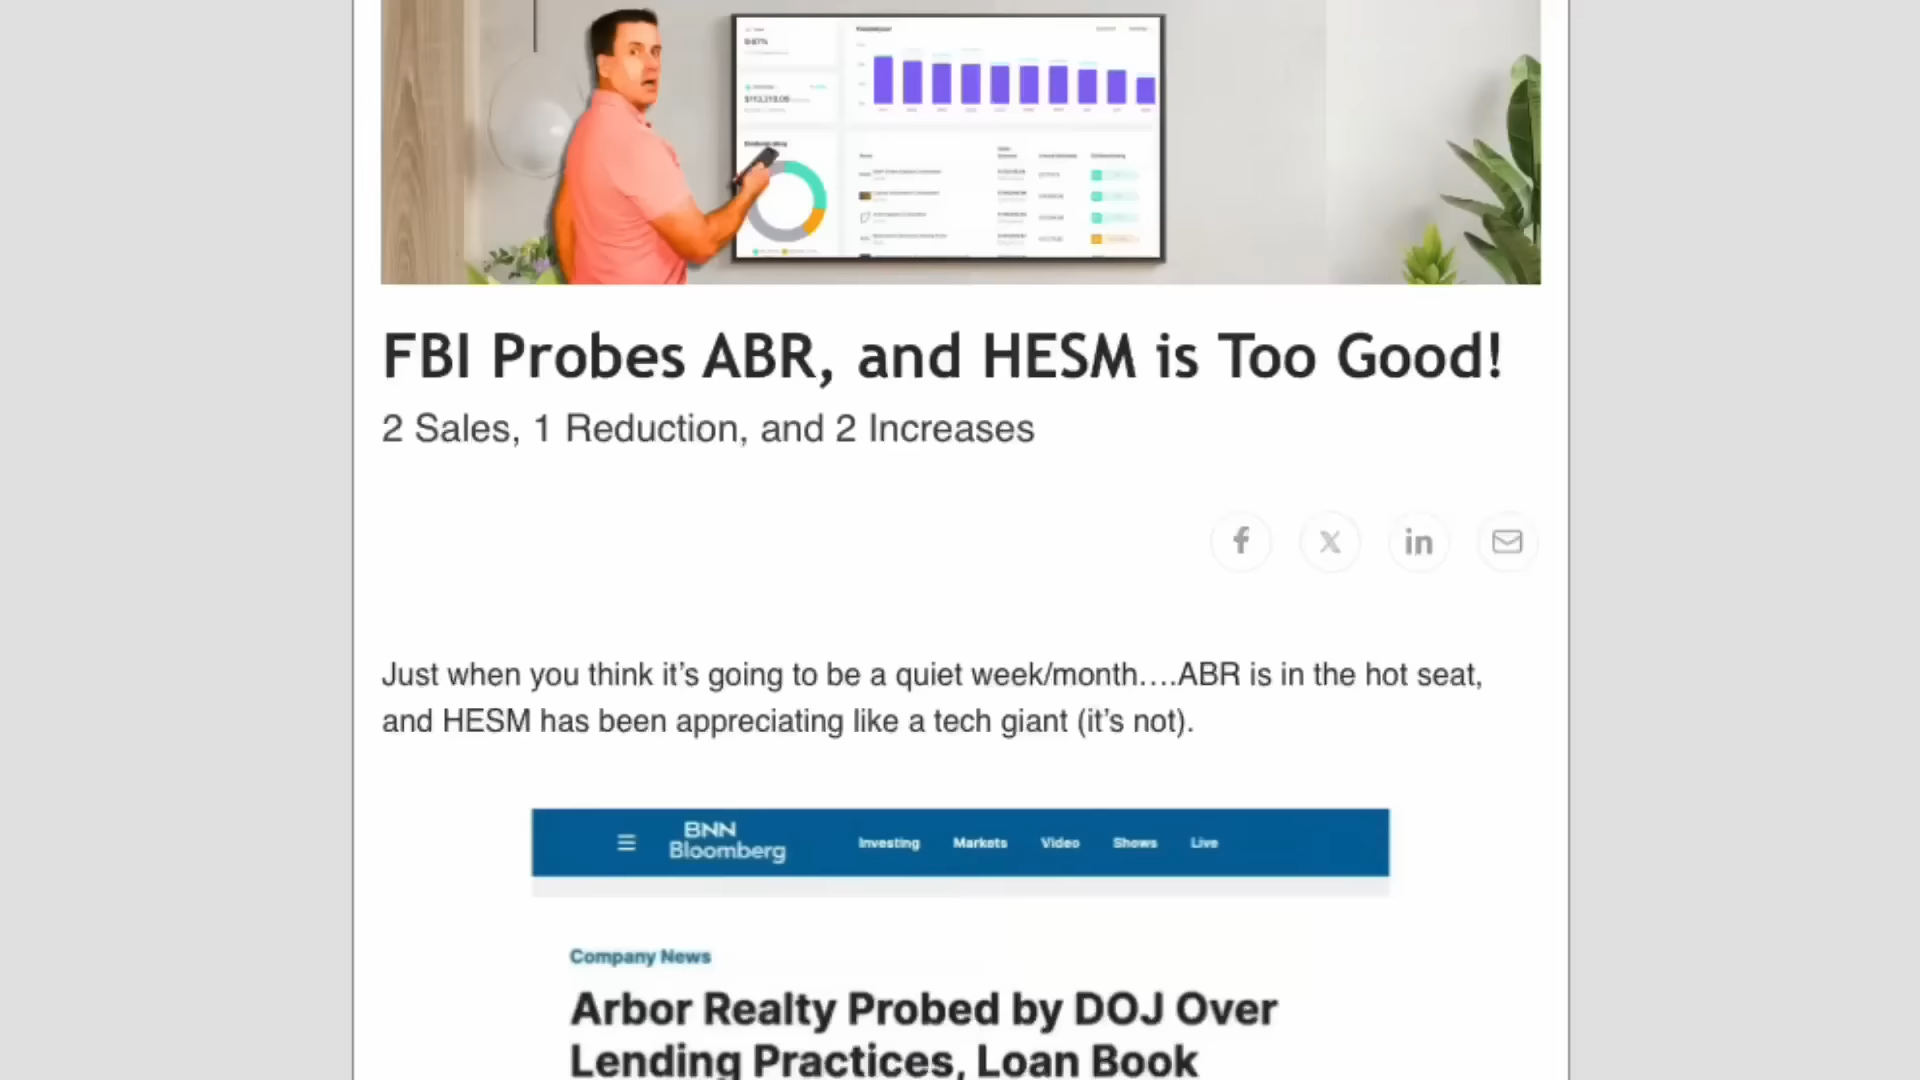 $113,219.09
FBI Probes ABR, and HESM is Too Good!
2 Sales, 1 Reduction, and 2 Increases
Just when you think it’s going to be a quiet week/month….ABR is in the hot seat,
and HESM has been appreciating like a tech giant (it’s not).
BNN
Bloomberg
Investing Markets Video Shows Live
Company News
Arbor Realty Probed by DOJ Over
Lending Practices, Loan Book